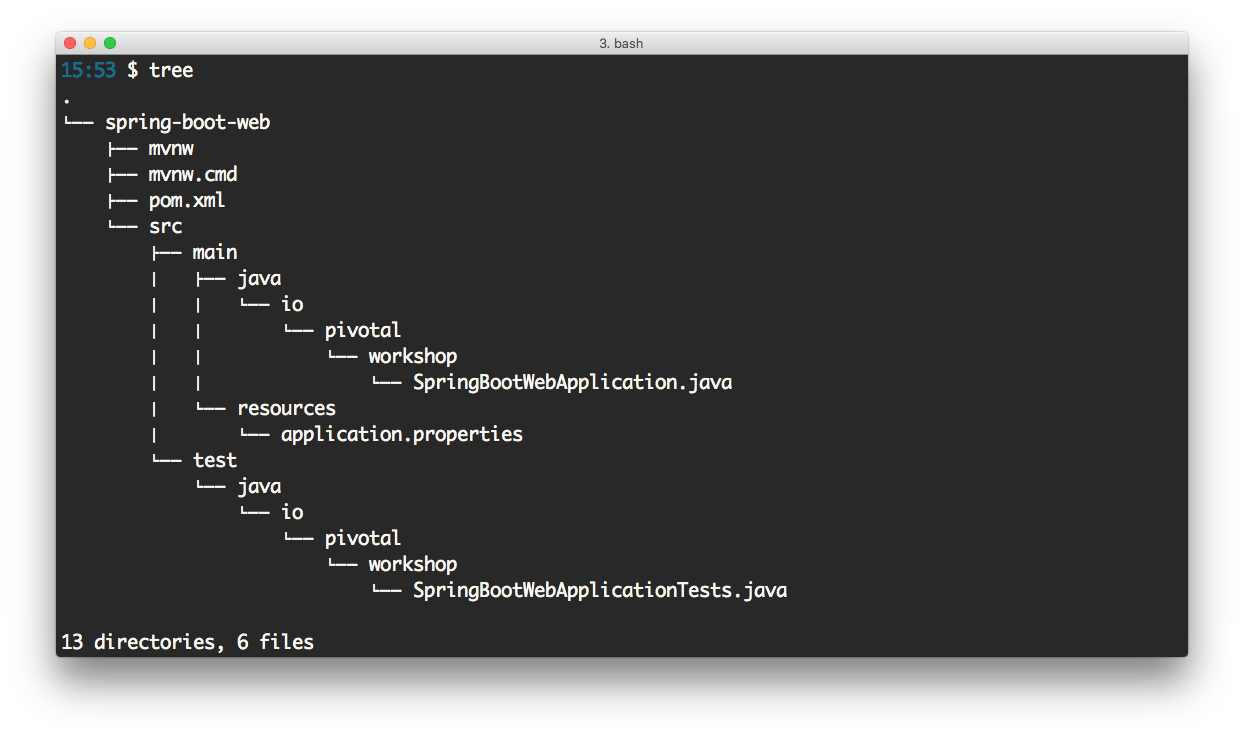 3. bash
15:53 $ tree
.
└── spring-boot-web
    ├── mvnw
    ├── mvnw.cmd
    ├── pom.xml
    └── src
        ├── main
        |   ├── java
        |   |   └── io
        |   |       └── pivotal
        |   |           └── workshop
        |   |               └── SpringBootWebApplication.java
        |   └── resources
        |       └── application.properties
        └── test
            └── java
                └── io
                    └── pivotal
                        └── workshop
                            └── SpringBootWebApplicationTests.java
13 directories, 6 files